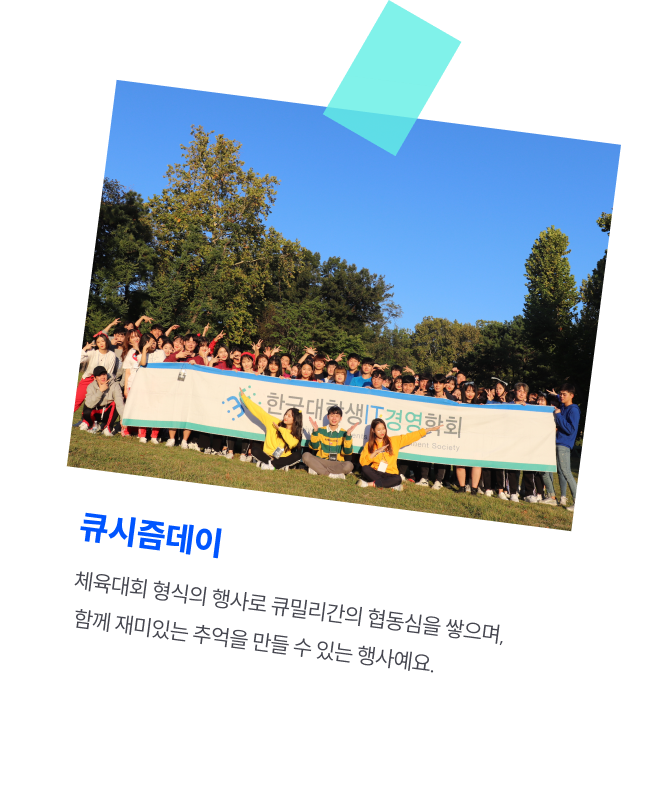 한국대학생IT경영학회
큐시즘데이
체육대회 형식의 행사로 큐밀리간의 협동심을 쌓으며,
함께 재미있는 추억을 만들 수 있는 행사예요.